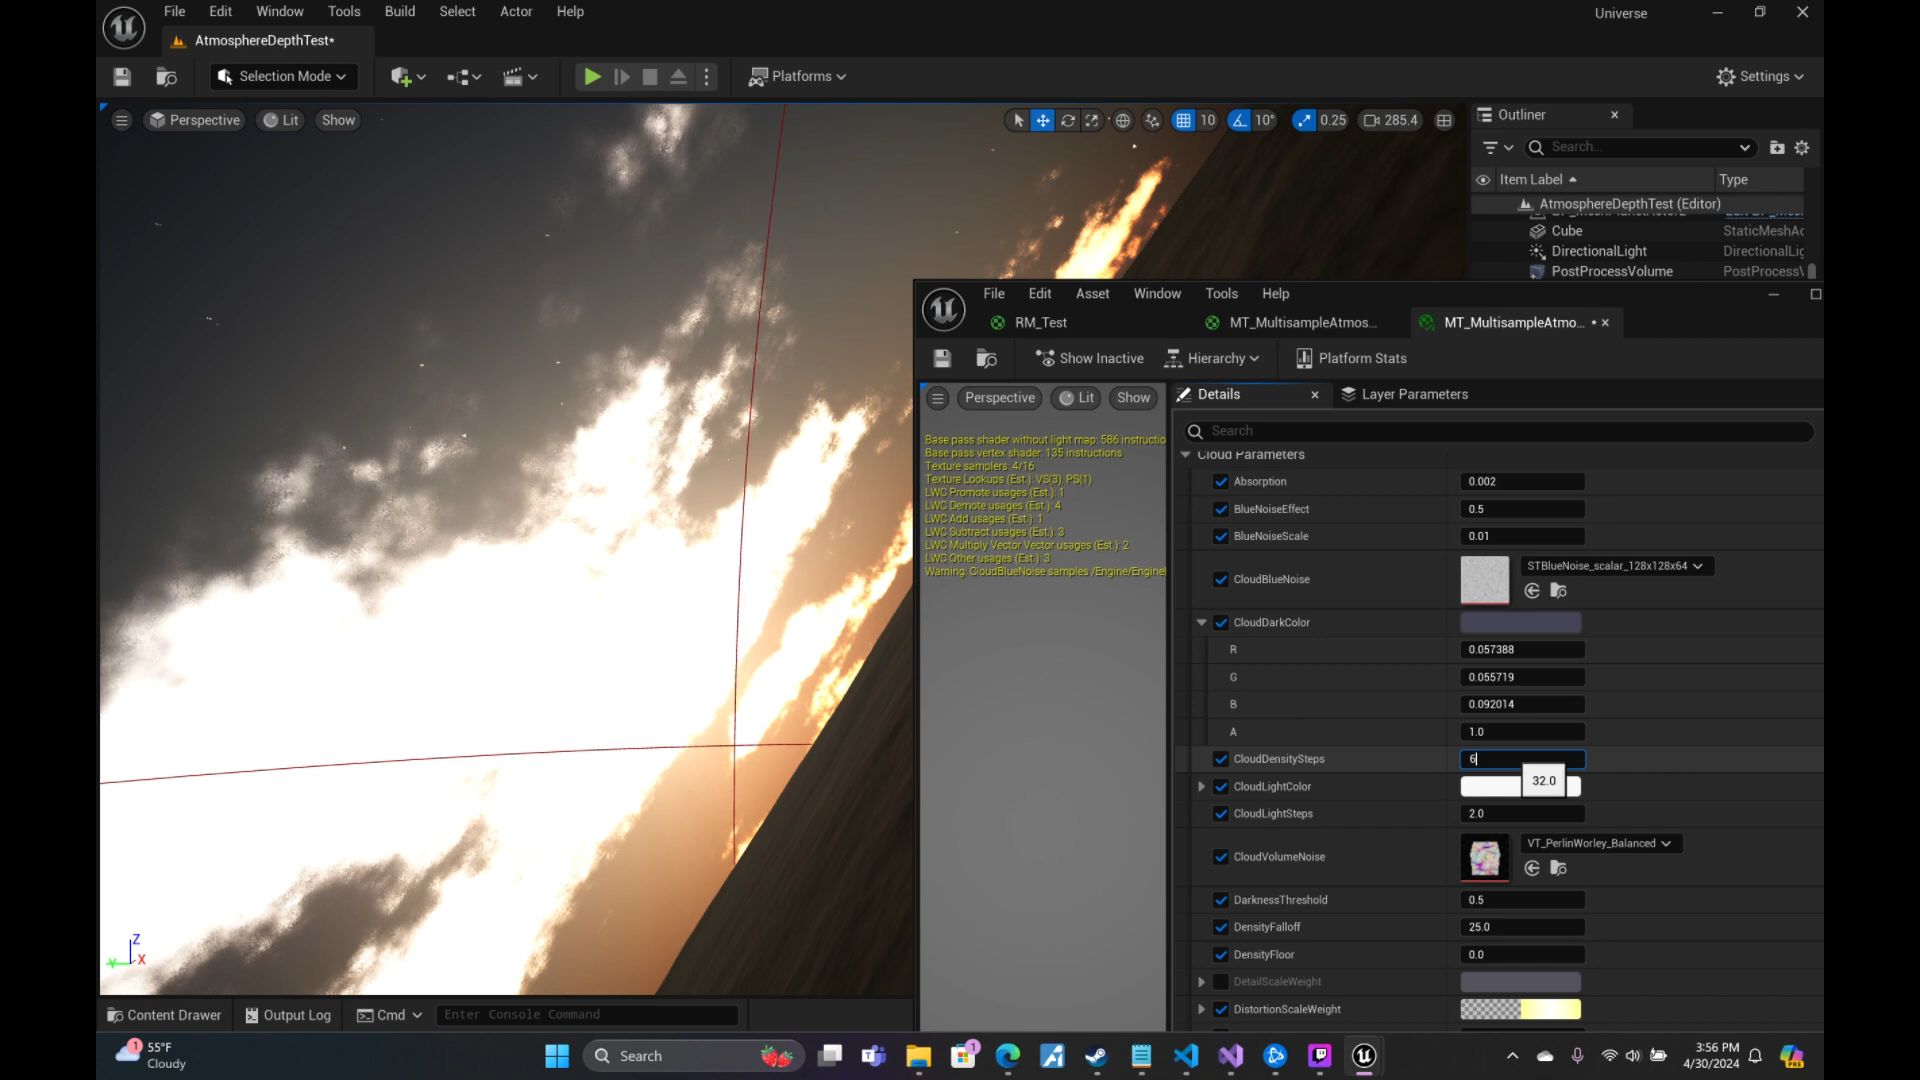 File Edit Window Tools Build Select Actor Help
Universe
AtmosphereDepthTest*
Selection Mode
Platforms
Settings
Perspective Lit Show
10 10° 0.25 285.4
Outliner
Search...
Item Label Type
AtmosphereDepthTest (Editor)
Cube StaticMeshAc
DirectionalLight DirectionalLig
PostProcessVolume PostProcessV
File Edit Asset Window Tools Help
RM_Test MT_MultisampleAtmos... MT_MultisampleAtmo... •
Show Inactive Hierarchy Platform Stats
Perspective Lit Show
Details Layer Parameters
Search
Base pass shader without light map: 586 instructio
Base pass vertex shader: 135 instructions
Texture samplers: 4/16
Texture Lookups (Est.): VS(3), PS(1)
LWC Promote usages (Est.): 1
LWC Demote usages (Est.): 4
LWC Add usages (Est.): 1
LWC Subtract usages (Est.): 3
LWC Multiply Vector Vector usages (Est.): 2
LWC Other usages (Est.): 3
Warning: CloudBlueNoise samples /Engine/Enginel
Cloud Parameters
Absorption 0.002
BlueNoiseEffect 0.5
BlueNoiseScale 0.01
CloudBlueNoise STBlueNoise_scalar_128x128x64
CloudDarkColor
R 0.057388
G 0.055719
B 0.092014
A 1.0
CloudDensitySteps 6
32.0
CloudLightColor
CloudLightSteps 2.0
CloudVolumeNoise VT_PerlinWorley_Balanced
DarknessThreshold 0.5
DensityFalloff 25.0
DensityFloor 0.0
DetailScaleWeight
DistortionScaleWeight
Z
Y X
Content Drawer Output Log Cmd Enter Console Command
1 55°F
Cloudy
Search
1
PRE
3:56 PM
4/30/2024